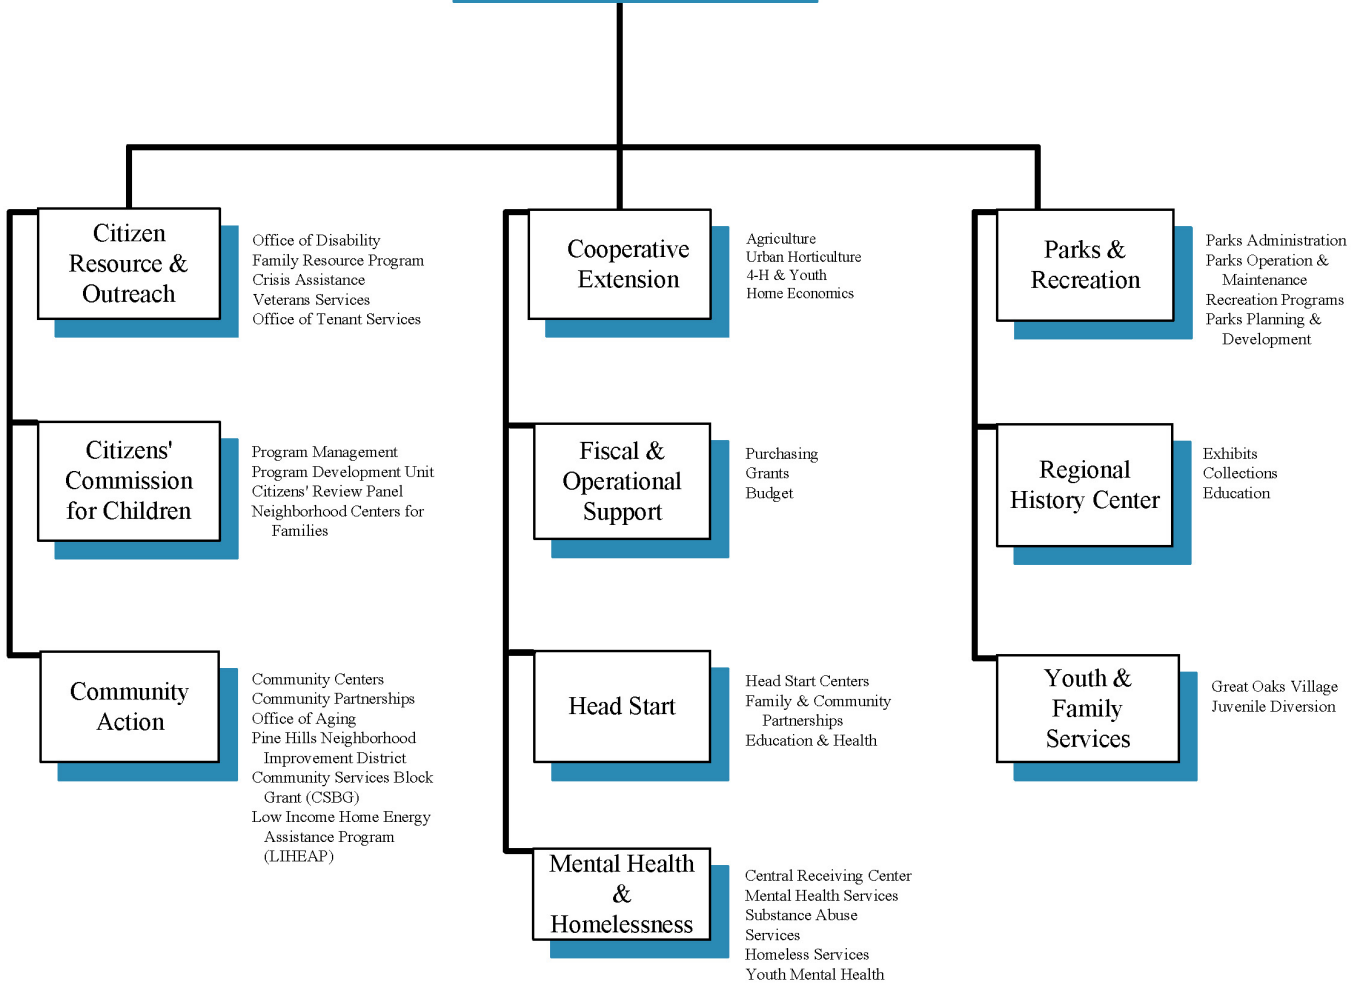 Citizen
Resource &
Outreach
Office of Disability
Family Resource Program
Crisis Assistance
Veterans Services
Office of Tenant Services
Cooperative
Extension
Agriculture
Urban Horticulture
4-H & Youth
Home Economics
Parks &
Recreation
Parks Administration
Parks Operation &
Maintenance
Recreation Programs
Parks Planning &
Development
Citizens'
Commission
for Children
Program Management
Program Development Unit
Citizens' Review Panel
Neighborhood Centers for
Families
Fiscal &
Operational
Support
Purchasing
Grants
Budget
Regional
History Center
Exhibits
Collections
Education
Community
Action
Community Centers
Community Partnerships
Office of Aging
Pine Hills Neighborhood
Improvement District
Community Services Block
Grant (CSBG)
Low Income Home Energy
Assistance Program
(LIHEAP)
Head Start
Head Start Centers
Family & Community
Partnerships
Education & Health
Youth &
Family
Services
Great Oaks Village
Juvenile Diversion
Mental Health
&
Homelessness
Central Receiving Center
Mental Health Services
Substance Abuse
Services
Homeless Services
Youth Mental Health